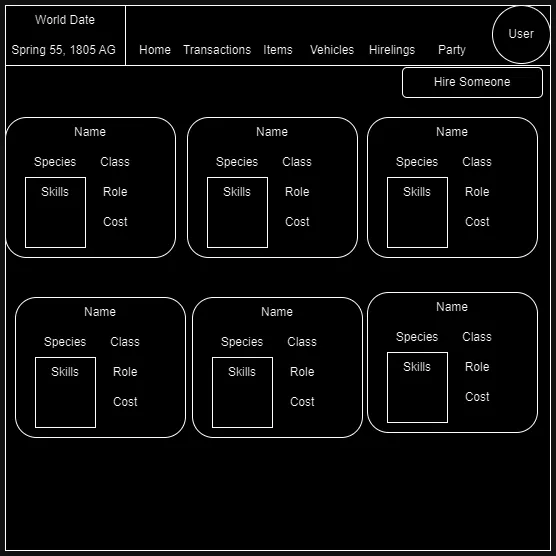 World Date
Spring 55, 1805 AG
Home Transactions Items Vehicles Hirelings Party
User
Hire Someone
Name Name Name
Species Class Species Class Species Class
Skills Role Skills Role Skills Role
Cost Cost Cost
Name Name Name
Species Class Species Class Species Class
Skills Role Skills Role Skills Role
Cost Cost Cost